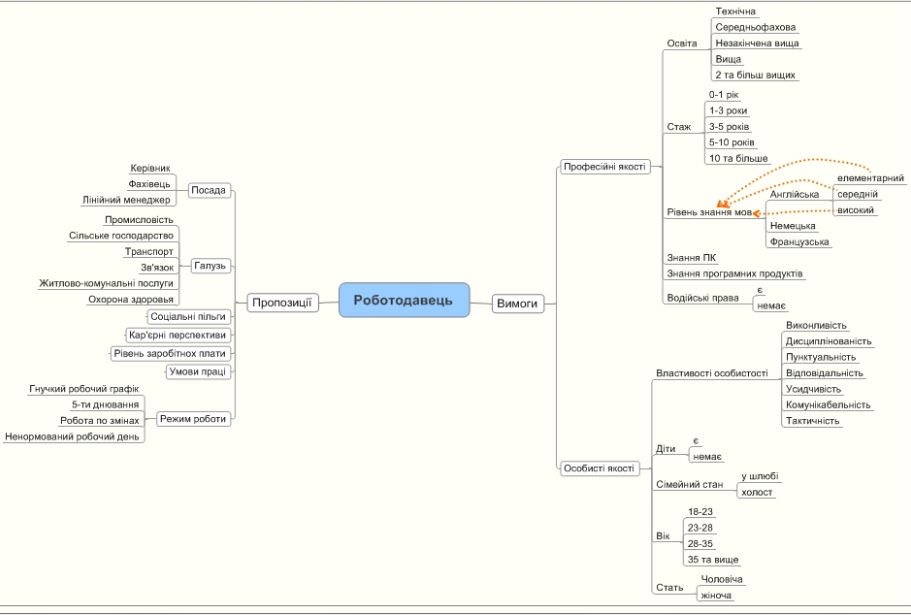 Роботодавець
Пропозиції
Посада
Керівник
Фахівець
Лінійний менеджер
Галузь
Промисловість
Сільське господарство
Транспорт
Зв'язок
Житлово-комунальні послуги
Охорона здоровья
Соціальні пільги
Кар'єрні перспективи
Рівень заробітнох плати
Умови праці
Режим роботи
Гнучкий робочий графік
5-ти днювання
Робота по змінах
Ненормований робочий день
Вимоги
Професійні якості
Освіта
Технічна
Середньофахова
Незакінчена вища
Вища
2 та більш вищих
Стаж
0-1 рік
1-3 роки
3-5 років
5-10 років
10 та більше
Рівень знання мов
Англійська
елементарний
середній
високий
Немецька
Французська
Знання ПК
Знання програмних продуктів
Водійські права
є
немає
Особисті якості
Властивості особистості
Виконливість
Дисциплінованість
Пунктуальність
Відповідальність
Усидчивість
Комунікабельність
Тактичність
Діти
є
немає
Сімейний стан
у шлюбі
холост
Вік
18-23
23-28
28-35
35 та вище
Стать
Чоловіча
жіноча